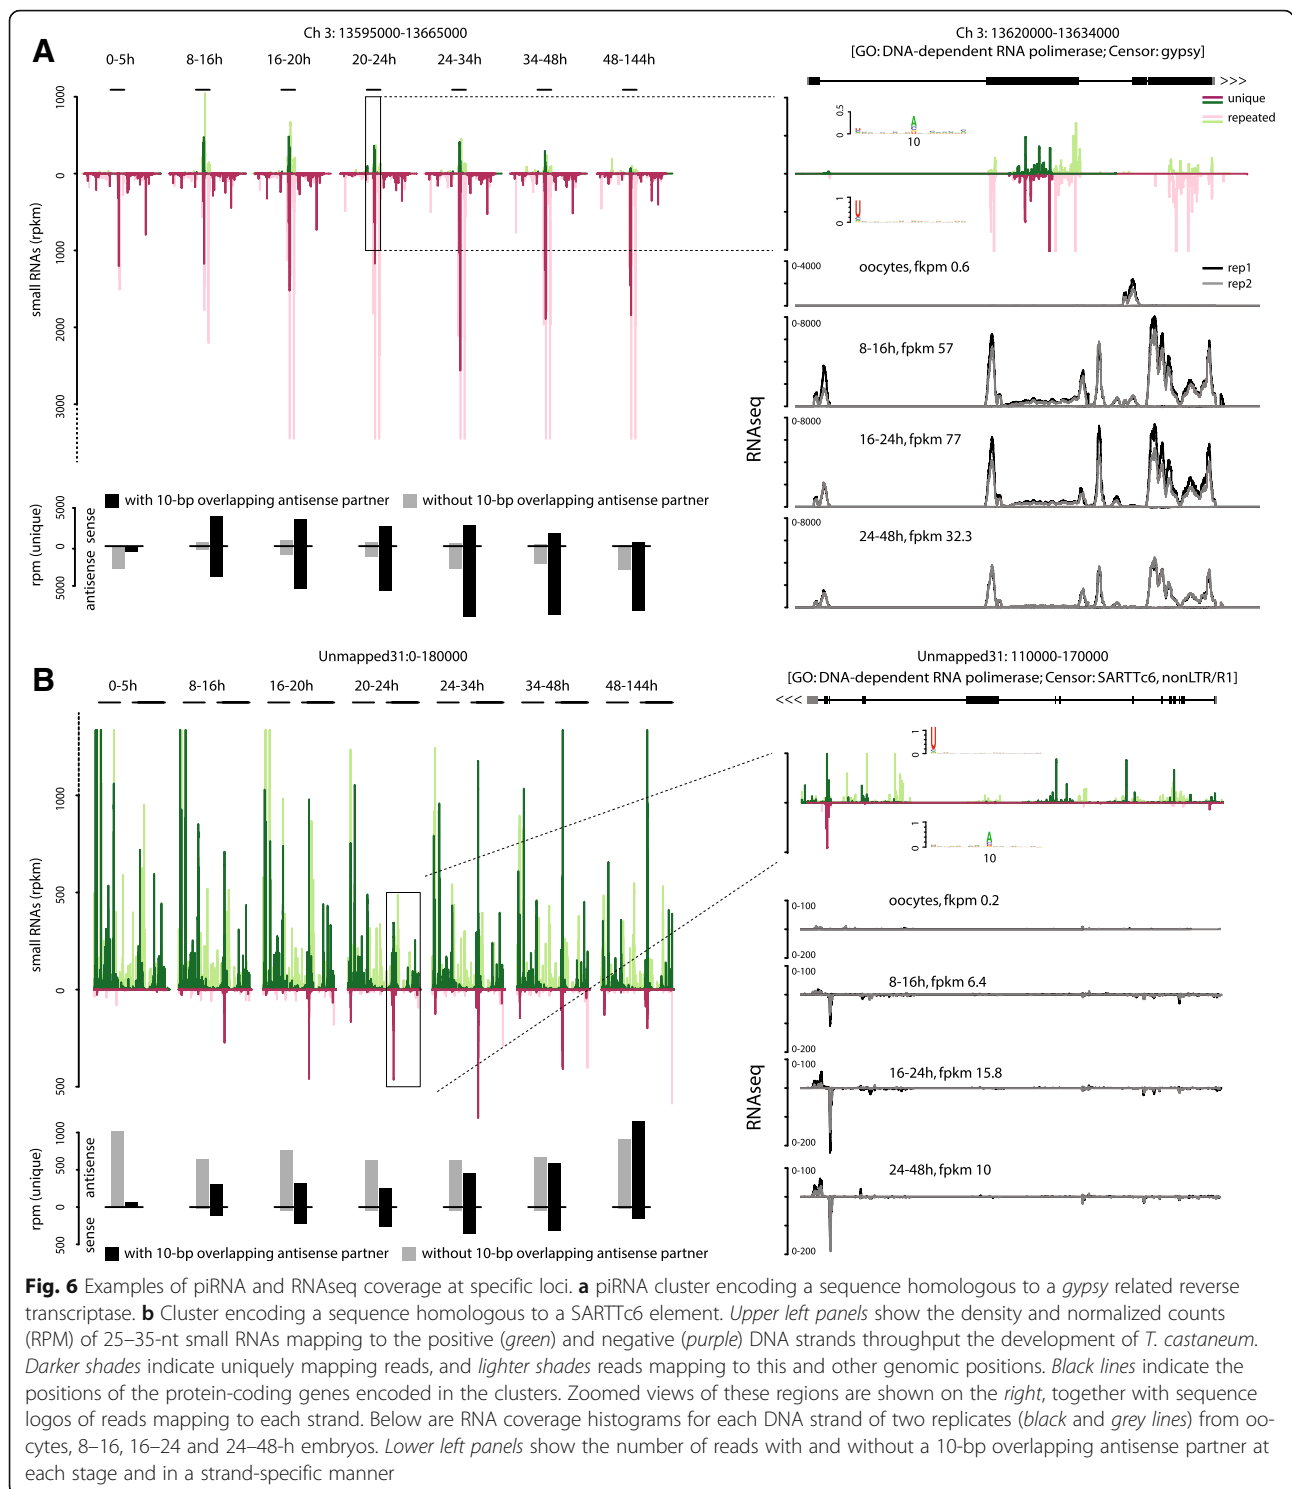 A
Ch 3: 13595000-13665000
0-5h 8-16h 16-20h 20-24h 24-34h 34-48h 48-144h
small RNAs (rpkm)
1000
0
1000
2000
3000
with 10-bp overlapping antisense partner without 10-bp overlapping antisense partner
rpm (unique)
antisense sense
5000
0
5000
Ch 3: 13620000-13634000
[GO: DNA-dependent RNA polimerase; Censor: gypsy]
>>>
unique
repeated
0.5
0
A
10
1
0
U
RNAseq
rep1
rep2
0-4000
oocytes, fkpm 0.6
0-8000
8-16h, fpkm 57
0-8000
16-24h, fpkm 77
0-8000
24-48h, fpkm 32.3
B
Unmapped31:0-180000
0-5h 8-16h 16-20h 20-24h 24-34h 34-48h 48-144h
small RNAs (rpkm)
1000
500
0
500
rpm (unique)
sense antisense
1000
500
0
500
with 10-bp overlapping antisense partner without 10-bp overlapping antisense partner
Unmapped31: 110000-170000
[GO: DNA-dependent RNA polimerase; Censor: SARTTc6, nonLTR/R1]
<<<
1
0
U
1
0
A
10
RNAseq
0-100
oocytes, fkpm 0.2
0-200
0-100
8-16h, fpkm 6.4
0-200
0-100
16-24h, fpkm 15.8
0-200
0-100
24-48h, fpkm 10
0-200
Fig. 6 Examples of piRNA and RNAseq coverage at specific loci. a piRNA cluster encoding a sequence homologous to a gypsy related reverse
transcriptase. b Cluster encoding a sequence homologous to a SARTTc6 element. Upper left panels show the density and normalized counts
(RPM) of 25–35-nt small RNAs mapping to the positive (green) and negative (purple) DNA strands throughput the development of T. castaneum.
Darker shades indicate uniquely mapping reads, and lighter shades reads mapping to this and other genomic positions. Black lines indicate the
positions of the protein-coding genes encoded in the clusters. Zoomed views of these regions are shown on the right, together with sequence
logos of reads mapping to each strand. Below are RNA coverage histograms for each DNA strand of two replicates (black and grey lines) from oo-
cytes, 8–16, 16–24 and 24–48-h embryos. Lower left panels show the number of reads with and without a 10-bp overlapping antisense partner at
each stage and in a strand-specific manner